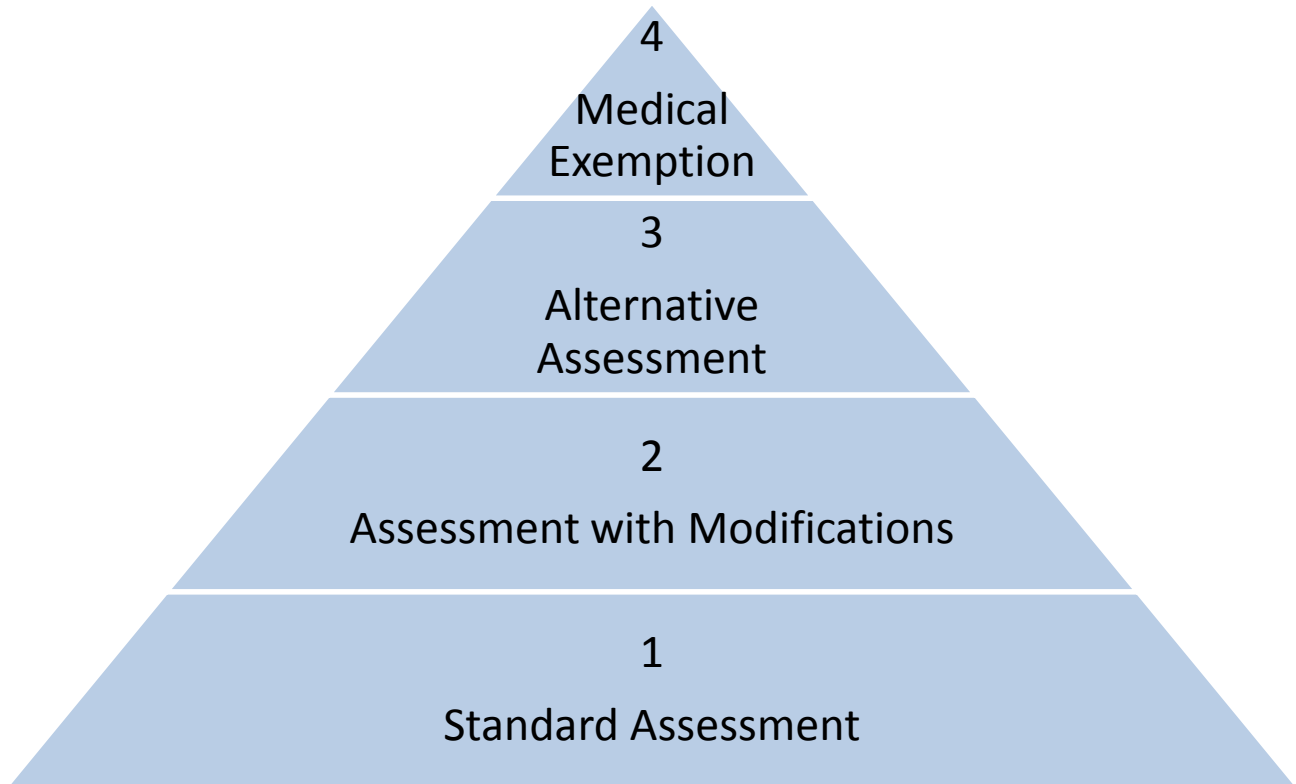 4
Medical
Exemption
3
Alternative
Assessment
2
Assessment with Modifications
1
Standard Assessment